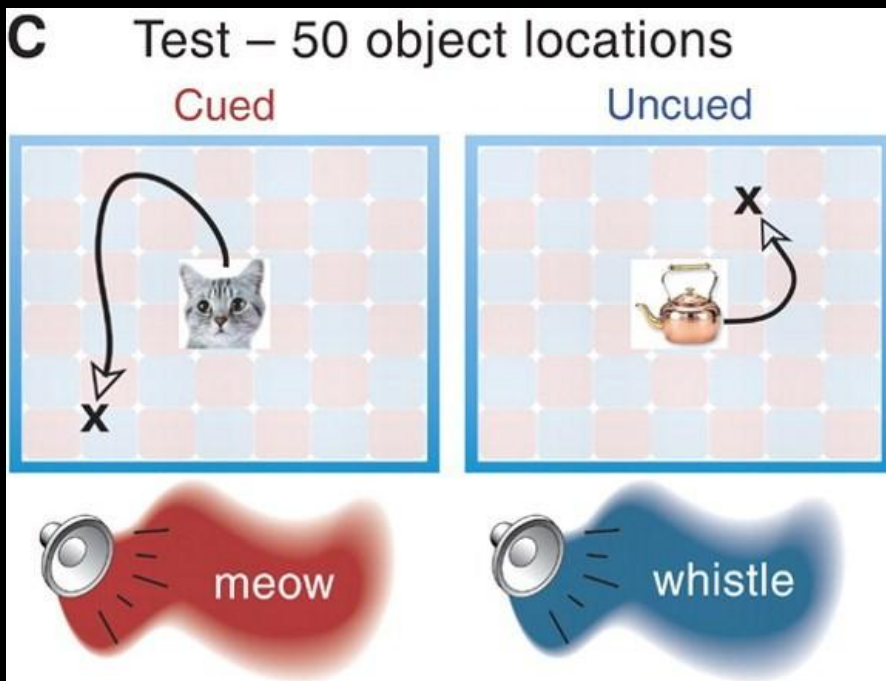 C Test – 50 object locations
Cued
Uncued
X
X
meow
whistle